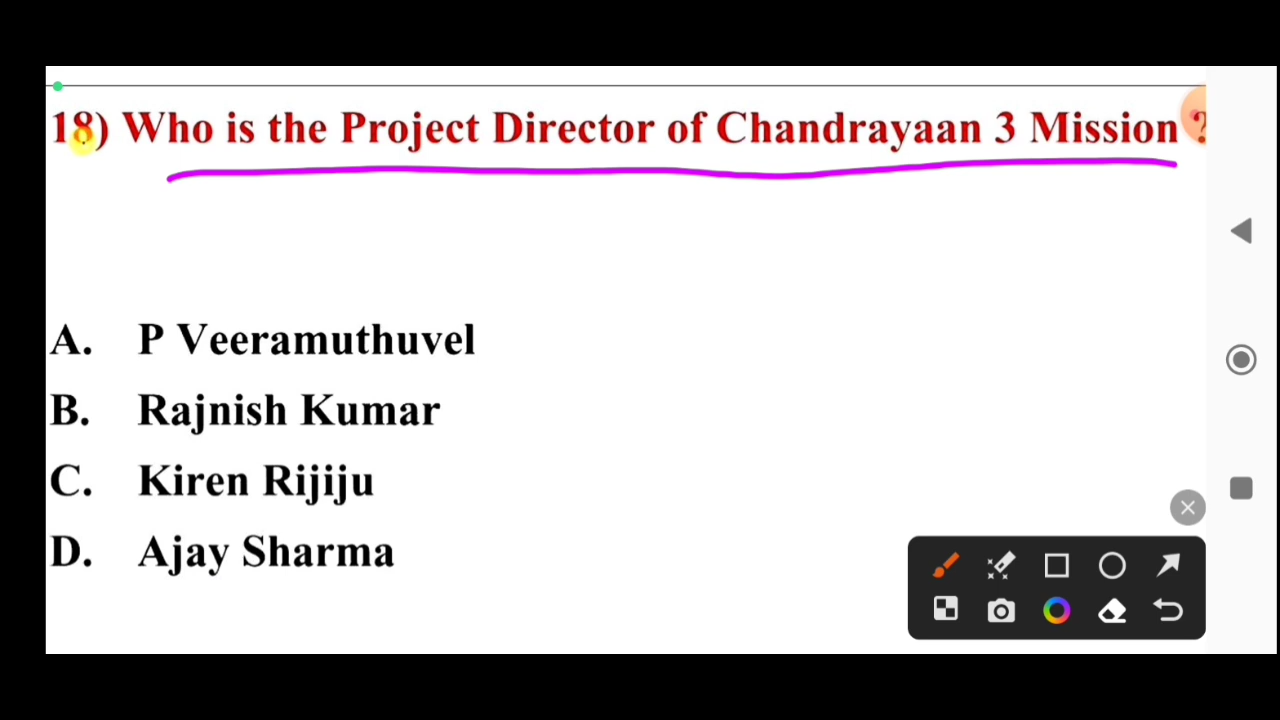 18) Who is the Project Director of Chandrayaan 3 Mission ?
A. P Veeramuthuvel
B. Rajnish Kumar
C. Kiren Rijiju
D. Ajay Sharma